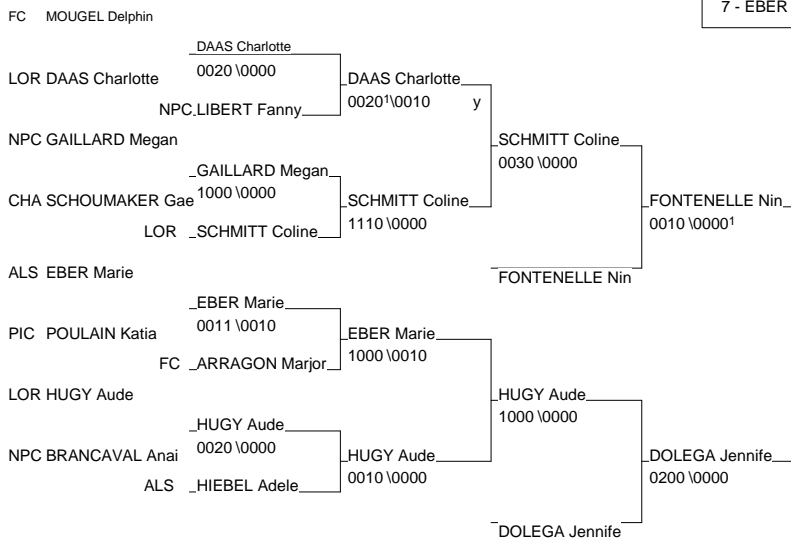 7 - EBER
FC MOUGEL Delphin
DAAS Charlotte
0020 \0000
LOR DAAS Charlotte
DAAS Charlotte
0020¹\0010 y
NPC LIBERT Fanny
NPC GAILLARD Megan
SCHMITT Coline
0030 \0000
GAILLARD Megan
1000 \0000
CHA SCHOUMAKER Gae
SCHMITT Coline
1110 \0000
FONTENELLE Nin
0010 \0000¹
LOR SCHMITT Coline
ALS EBER Marie
FONTENELLE Nin
EBER Marie
0011 \0010
PIC POULAIN Katia
EBER Marie
1000 \0010
FC ARRAGON Marjor
LOR HUGY Aude
HUGY Aude
1000 \0000
HUGY Aude
0020 \0000
NPC BRANCAVAL Anai
HUGY Aude
0010 \0000
DOLEGA Jennife
0200 \0000
ALS HIEBEL Adele
DOLEGA Jennife